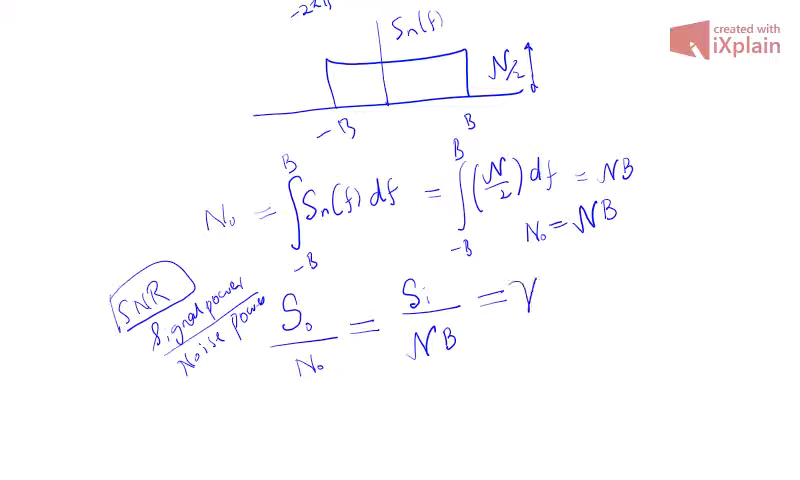 -2πB
created with
iXplain
Sn(f)
N/2
-B B
N₀ = ∫_{-B}^{B} Sn(f) df = ∫_{-B}^{B} (N/2) df = NB
N₀ = NB
SNR
Signal power
Noise power
S₀/N₀ = Si/NB = γ